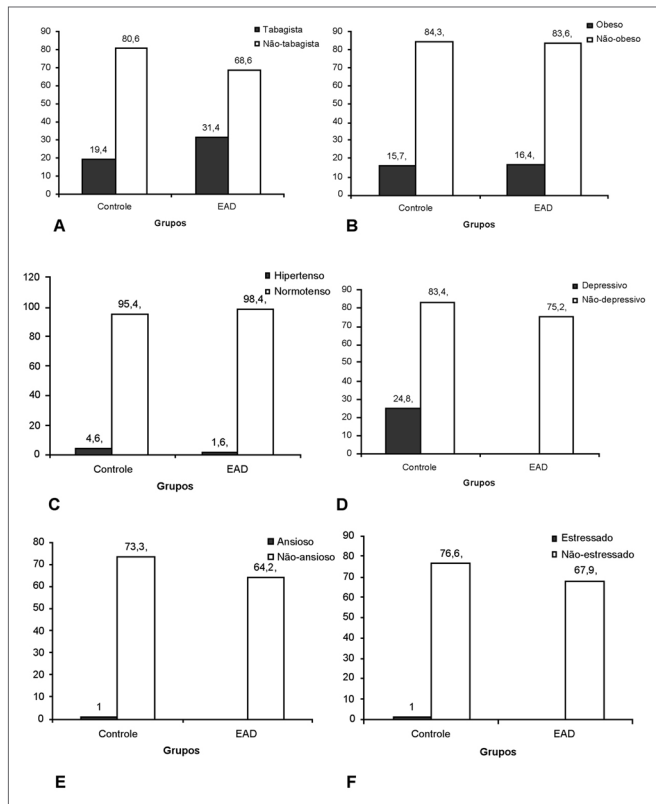 Tabagista
Não-tabagista
90
80
70
60
50
40
30
20
10
0
19,4
80,6
31,4
68,6
Controle
EAD
Grupos
A
Obeso
Não-obeso
90
80
70
60
50
40
30
20
10
0
15,7,
84,3,
16,4,
83,6,
Controle
EAD
Grupos
B
Hipertenso
Normotenso
120
100
80
60
40
20
0
4,6,
95,4,
1,6,
98,4,
Controle
EAD
Grupos
C
Depressivo
Não-depressivo
90
80
70
60
50
40
30
20
10
0
24,8,
83,4,
75,2,
Controle
EAD
Grupos
D
Ansioso
Não-ansioso
80
70
60
50
40
30
20
10
0
1
73,3,
64,2,
Controle
EAD
Grupos
E
Estressado
Não-estressado
90
80
70
60
50
40
30
20
10
0
1
76,6,
67,9,
Controle
EAD
Grupos
F